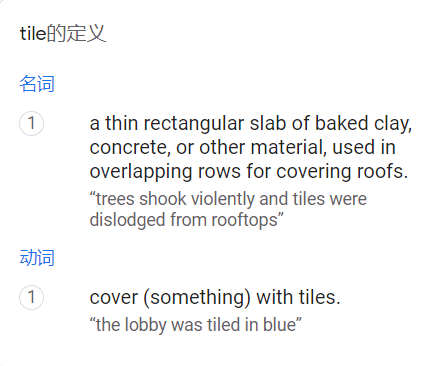 tile的定义
名词
1
a thin rectangular slab of baked clay,
concrete, or other material, used in
overlapping rows for covering roofs.
“trees shook violently and tiles were
dislodged from rooftops”
动词
1
cover (something) with tiles.
“the lobby was tiled in blue”